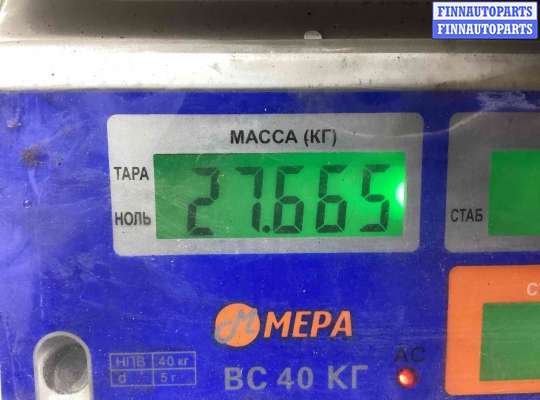 FINNAUTOPARTS
FINNAUTOPARTS
МАССА (КГ)
ТАРА
НОЛЬ
27.665
СТАБ
МЕРА
НПВ 40 кг
d 5 г
ВС 40 КГ
АС